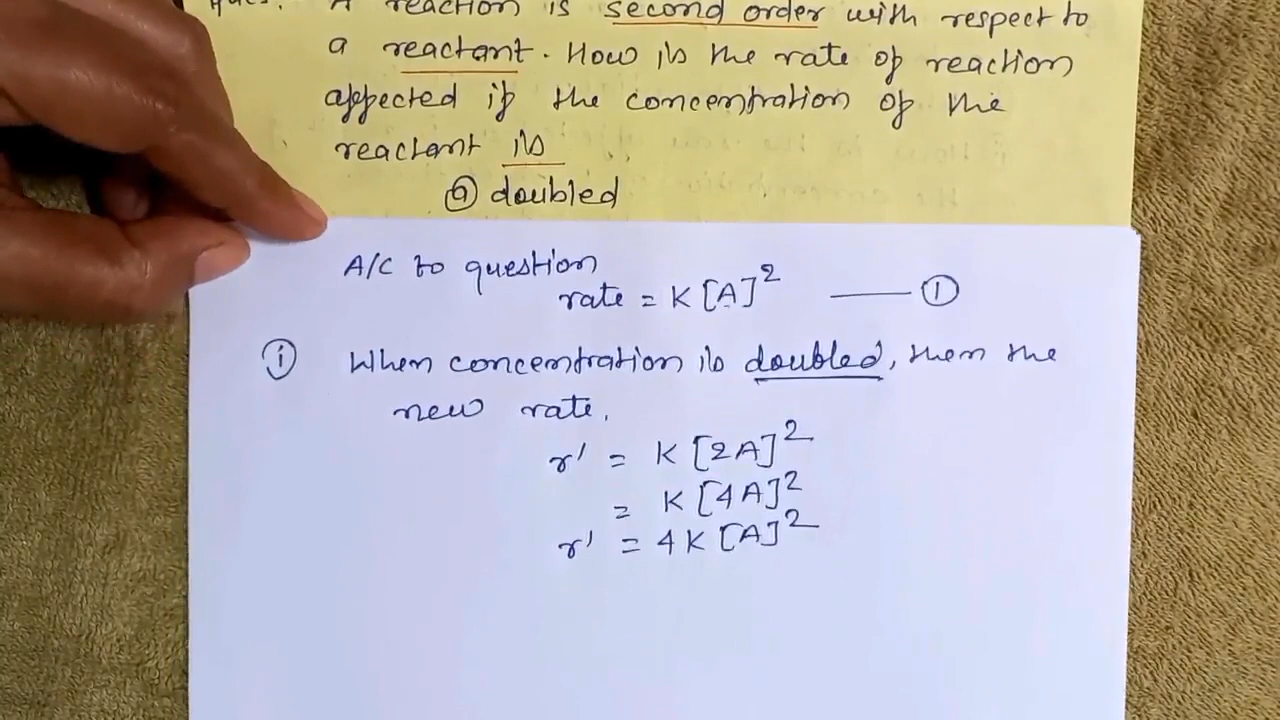 A reaction is second order with respect to
a reactant. How is the rate of reaction
affected if the concentration of the
reactant is
ⓐ doubled
A/C to question
rate = K[A]² ——— ①
ⓘ When concentration is doubled, then the
new rate,
r' = K[2A]²
= K[4A]²
r' = 4K[A]²